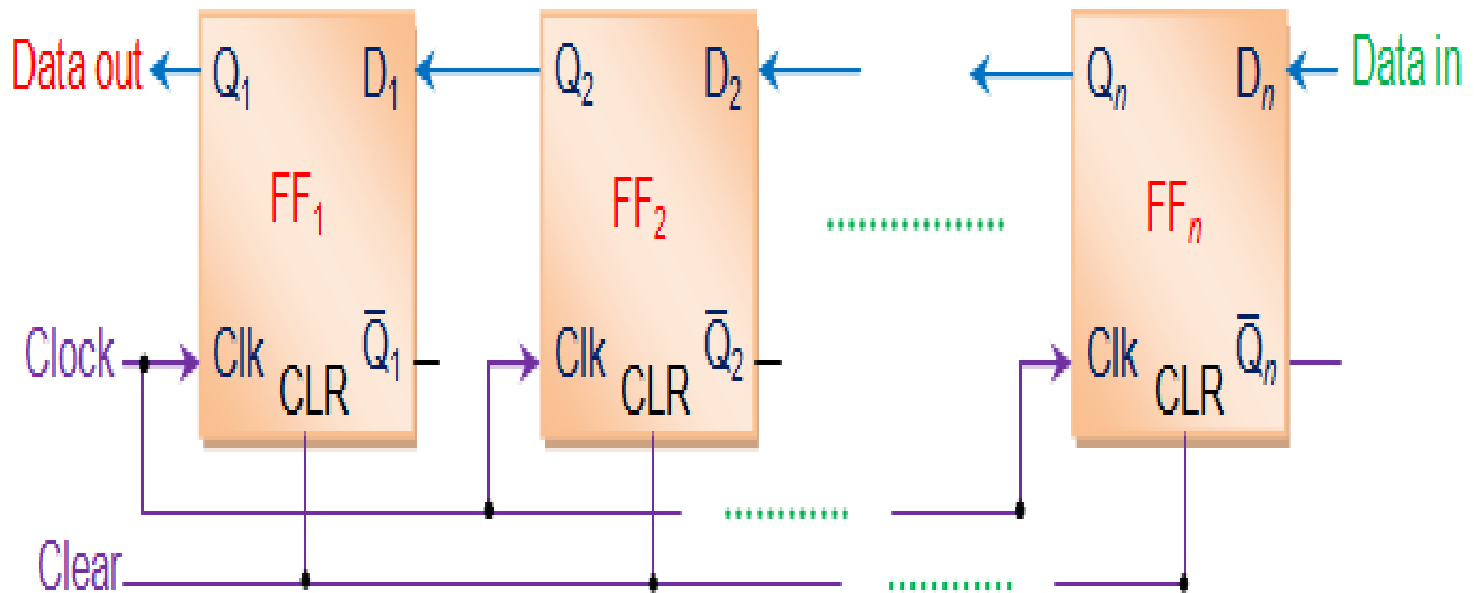 Data out Q₁ D₁ Q₂ D₂ Qₙ Dₙ Data in
FF₁ FF₂ FFₙ
Clock Clk Q̅₁ Clk Q̅₂ Clk Q̅ₙ
CLR CLR CLR
Clear